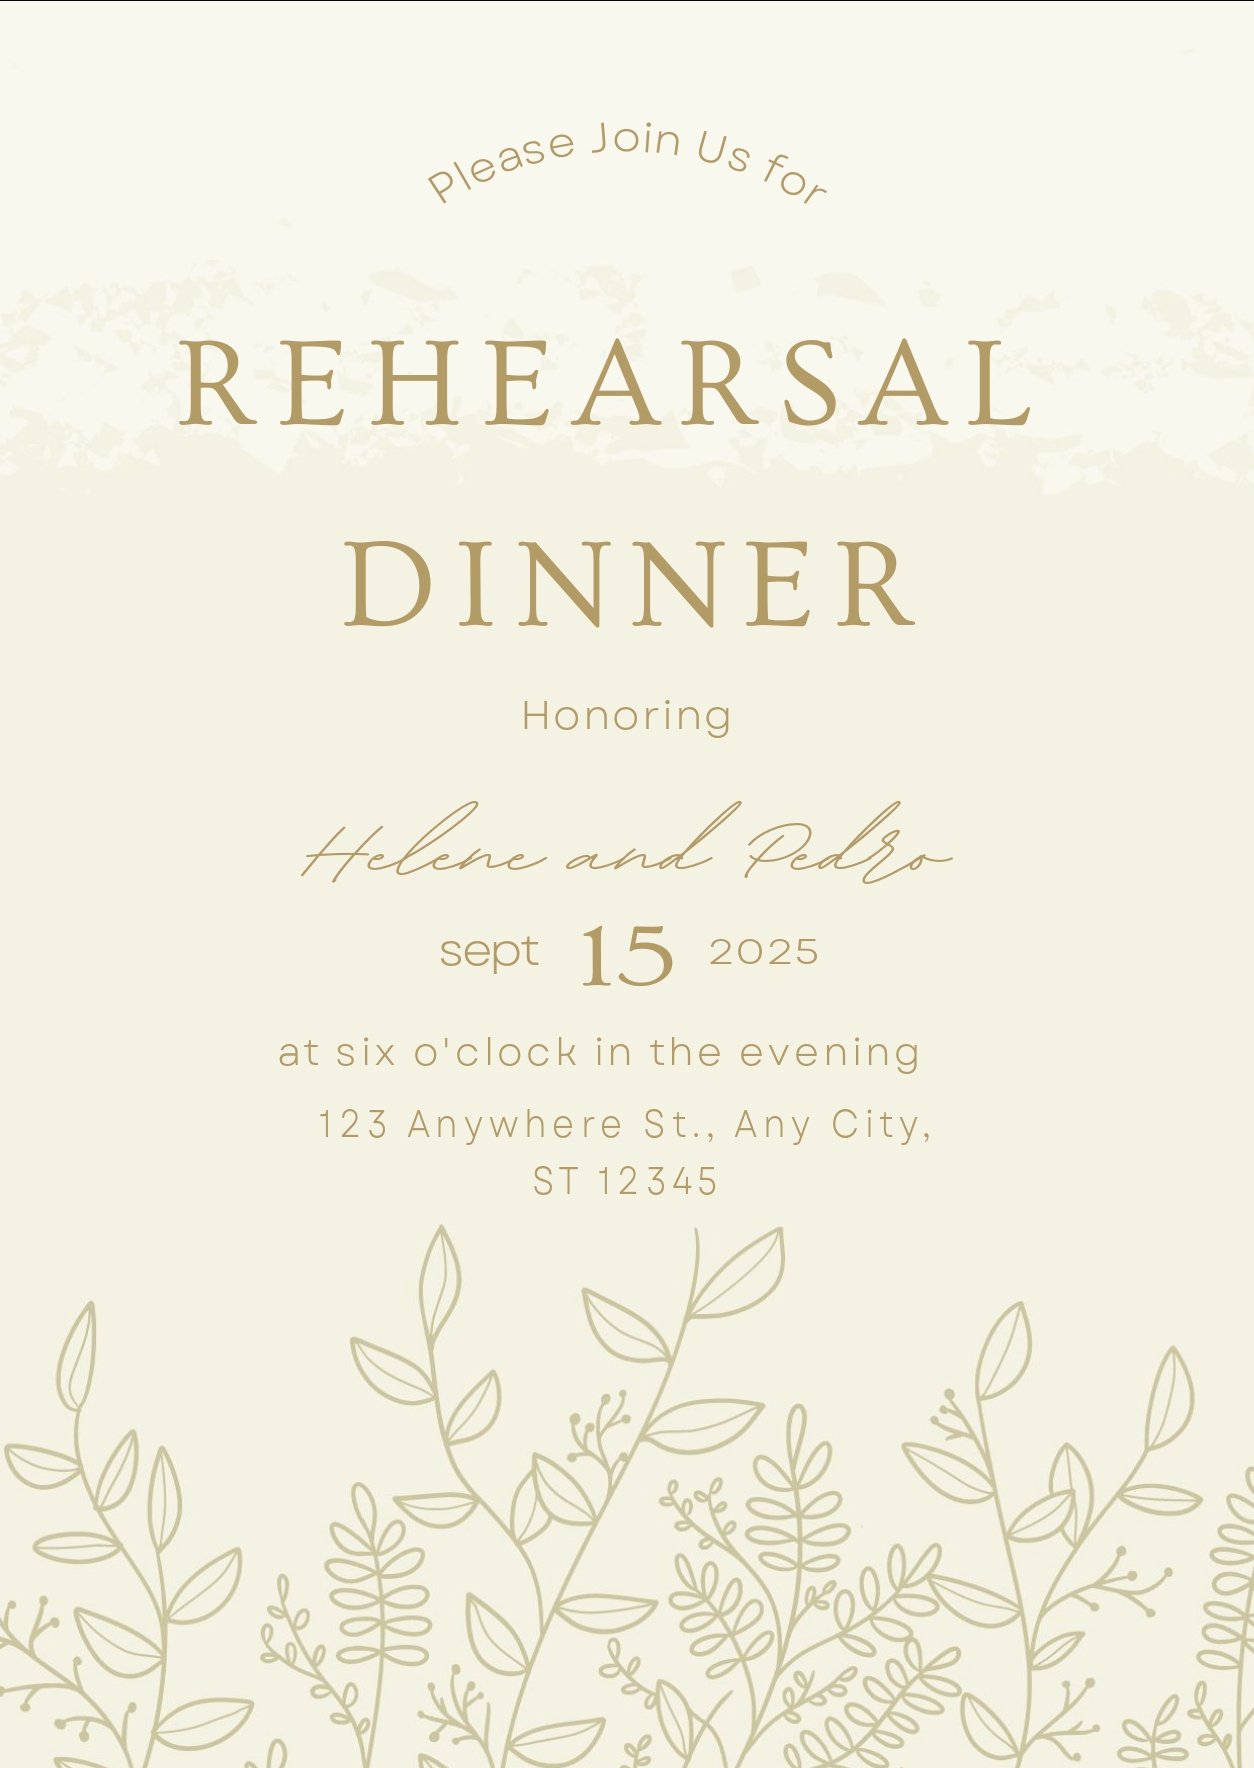 Please Join Us for
REHEARSAL
DINNER
Honoring
Helene and Pedro
sept 15 2025
at six o'clock in the evening
123 Anywhere St., Any City,
ST 12345